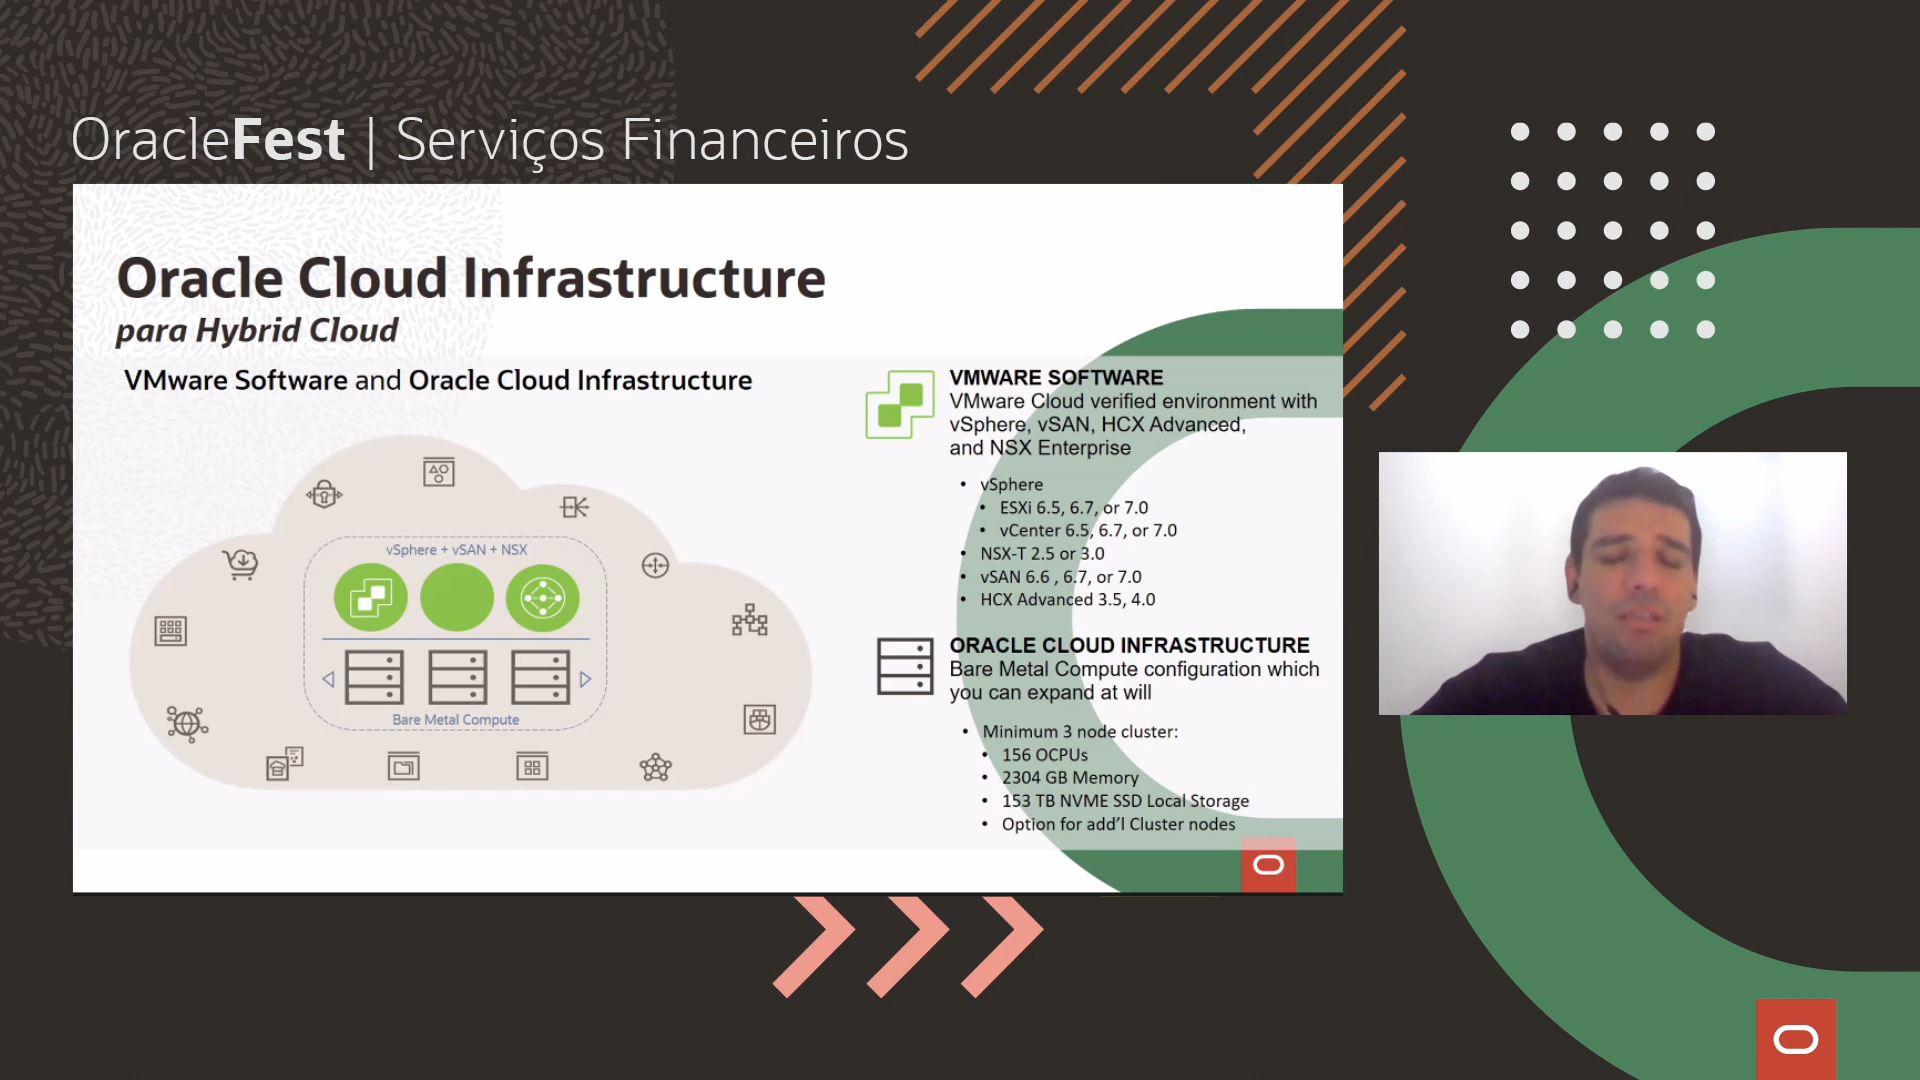 OracleFest | Serviços Financeiros
Oracle Cloud Infrastructure
para Hybrid Cloud
VMware Software and Oracle Cloud Infrastructure
vSphere + vSAN + NSX
Bare Metal Compute
VMWARE SOFTWARE
VMware Cloud verified environment with
vSphere, vSAN, HCX Advanced,
and NSX Enterprise
• vSphere
• ESXi 6.5, 6.7, or 7.0
• vCenter 6.5, 6.7, or 7.0
• NSX-T 2.5 or 3.0
• vSAN 6.6 , 6.7, or 7.0
• HCX Advanced 3.5, 4.0
ORACLE CLOUD INFRASTRUCTURE
Bare Metal Compute configuration which
you can expand at will
• Minimum 3 node cluster:
• 156 OCPUs
• 2304 GB Memory
• 153 TB NVME SSD Local Storage
• Option for add'l Cluster nodes